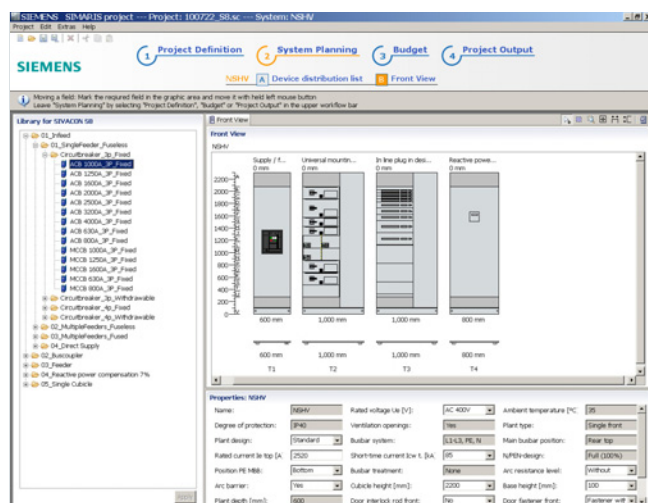 SIEMENS SIMARIS project --- Project: 100722_S8.sc --- System: NSHV
Project Edit Extras Help
SIEMENS
1 Project Definition
2 System Planning
3 Budget
4 Project Output
NSHV
A Device distribution list
B Front View
Moving a field: Mark the required field in the graphic area and move it with held left mouse button
Leave "System Planning" by selecting "Project Definition", "Budget" or "Project Output" in the upper workflow bar
Library for SIVACON S8
01_Infeed
01_SingleFeeder_Fuseless
Circuitbreaker_3p_Fixed
ACB 1000A_3P_Fixed
ACB 1250A_3P_Fixed
ACB 1600A_3P_Fixed
ACB 2000A_3P_Fixed
ACB 2500A_3P_Fixed
ACB 3200A_3P_Fixed
ACB 4000A_3P_Fixed
ACB 630A_3P_Fixed
ACB 800A_3P_Fixed
MCCB 1000A_3P_Fixed
MCCB 1250A_3P_Fixed
MCCB 1600A_3P_Fixed
MCCB 630A_3P_Fixed
MCCB 800A_3P_Fixed
Circuitbreaker_3p_Withdrawable
Circuitbreaker_4p_Fixed
Circuitbreaker_4p_Withdrawable
02_MultipleFeeders_Fuseless
03_MultipleFeeders_Fused
04_Direct Supply
02_Buscoupler
03_Feeder
04_Reactive power compensation 7%
05_Single Cubicle
Apply
Front View
Front View
NSHV
Supply / f... Universal mountin... In line plug in des... Reactive powe...
0 mm 0 mm 0 mm 0 mm
2200
2000
1800
1600
1400
1200
1000
800
600
400
200
0
600 mm 1,000 mm 1,000 mm 800 mm
600 mm 1,000 mm 1,000 mm 800 mm
T1 T2 T3 T4
Properties: NSHV
Name: NSHV Rated voltage Ue [V]: AC 400V Ambient temperature [°C 35
Degree of protection: IP40 Ventilation openings: Yes Plant type: Single front
Plant design: Standard Busbar system: L1-L3, PE, N Main busbar position: Rear top
Rated current Ie top [A 2520 Short-time current Icw t. [kA 85 N/PEN-design: Full (100%)
Position PE MBB: Bottom Busbar treatment: None Arc resistance level: Without
Arc barrier: Yes Cubicle height [mm]: 2200 Base height [mm]: 100
Plant depth [mm]: 600 Door interlock rod front: No Door fastener front: Fastener wit